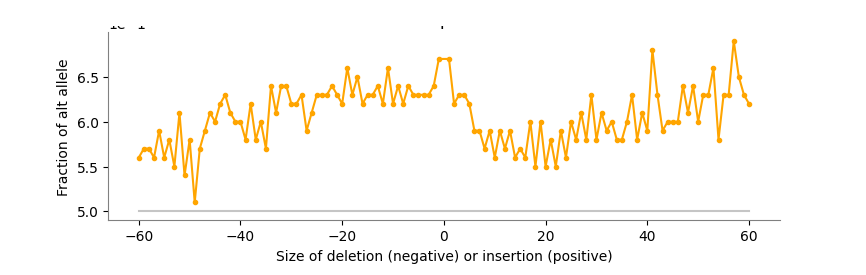 6.5
6.0
5.5
5.0
Fraction of alt allele
−60 −40 −20 0 20 40 60
Size of deletion (negative) or insertion (positive)